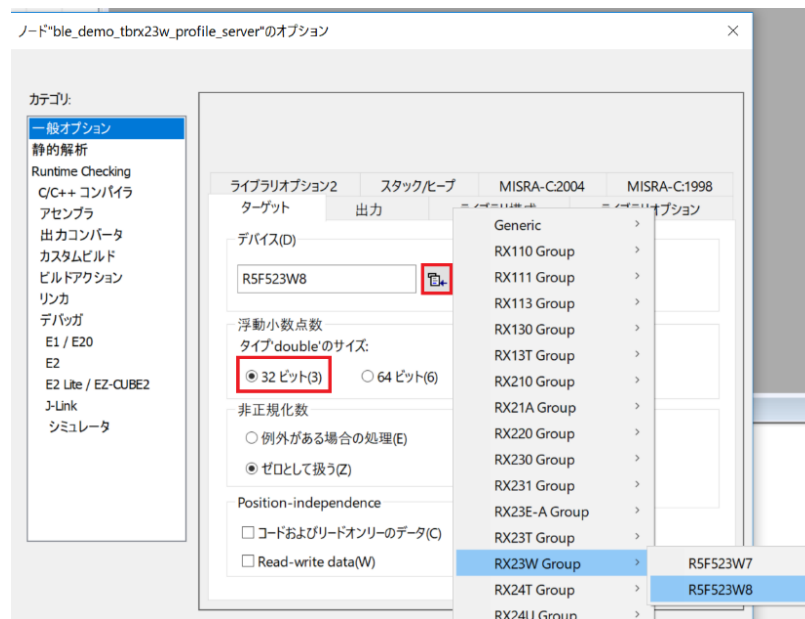 ノード"ble_demo_tbrx23w_profile_server"のオプション
カテゴリ:
一般オプション
静的解析
Runtime Checking
C/C++ コンパイラ
アセンブラ
出力コンバータ
カスタムビルド
ビルドアクション
リンカ
デバッガ
E1 / E20
E2
E2 Lite / EZ-CUBE2
J-Link
シミュレータ
ライブラリオプション2
スタック/ヒープ
MISRA-C:2004
MISRA-C:1998
ターゲット
出力
デバイス(D)
R5F523W8
浮動小数点数
タイプ'double'のサイズ:
32 ビット(3)
64 ビット(6)
非正規化数
例外がある場合の処理(E)
ゼロとして扱う(Z)
Position-independence
コードおよびリードオンリーのデータ(C)
Read-write data(W)
Generic
RX110 Group
RX111 Group
RX113 Group
RX130 Group
RX13T Group
RX210 Group
RX21A Group
RX220 Group
RX230 Group
RX231 Group
RX23E-A Group
RX23T Group
RX23W Group
RX24T Group
RX24U Group
R5F523W7
R5F523W8